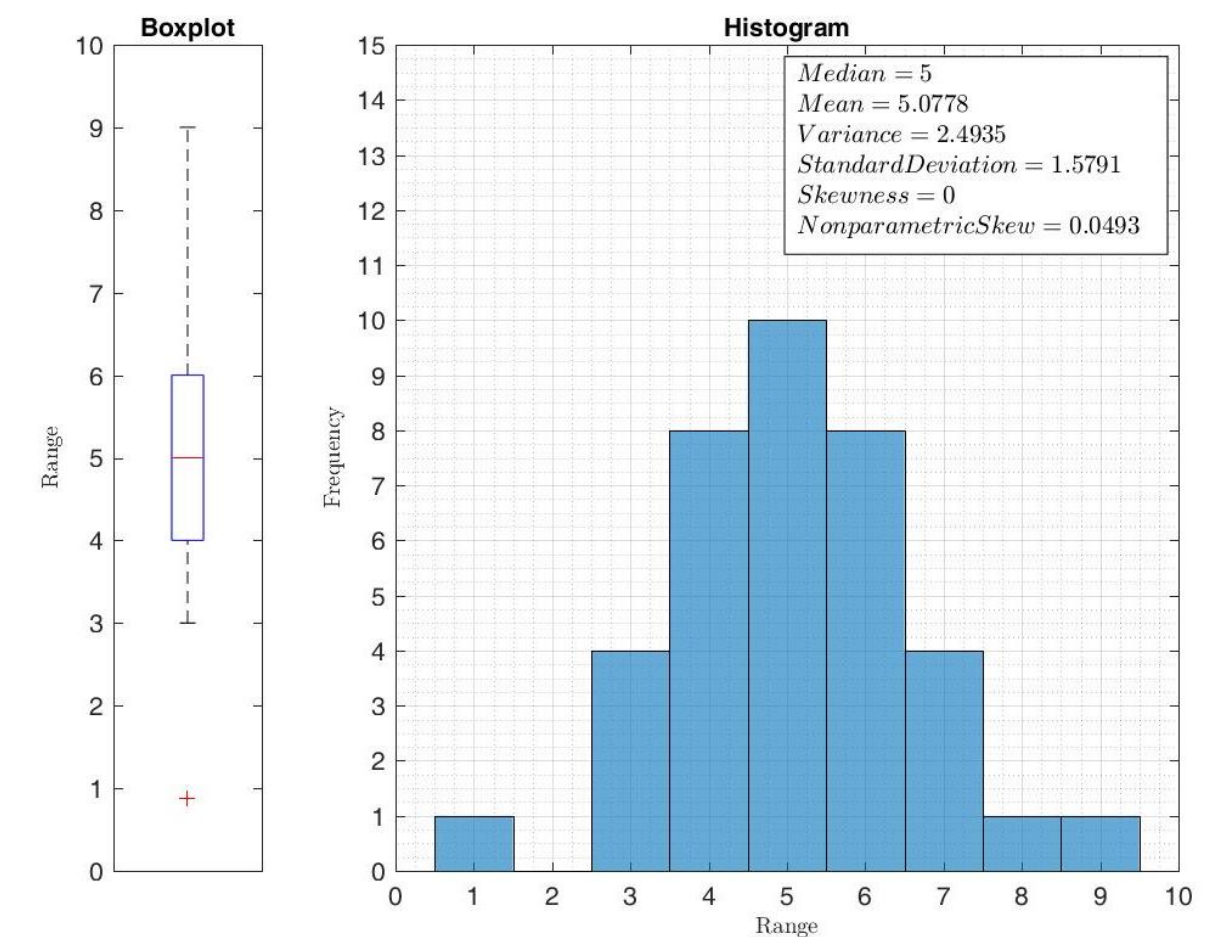 Boxplot
10
9
8
7
6
5
4
3
2
1
0
Range
Histogram
15
14
13
12
11
10
9
8
7
6
5
4
3
2
1
0
Frequency
Median = 5
Mean = 5.0778
Variance = 2.4935
StandardDeviation = 1.5791
Skewness = 0
NonparametricSkew = 0.0493
0 1 2 3 4 5 6 7 8 9 10
Range